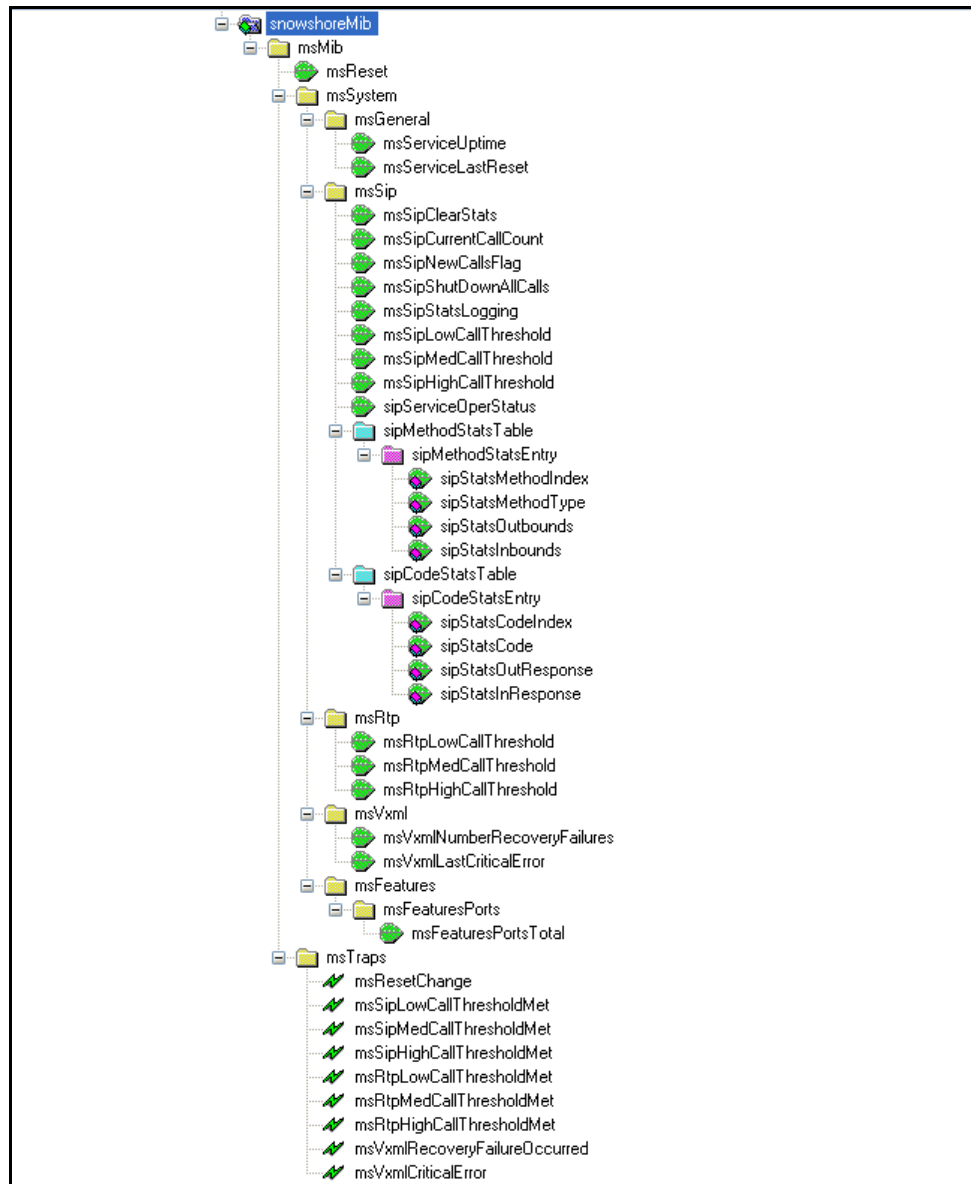 snowshoreMib
msMib
msReset
msSystem
msGeneral
msServiceUptime
msServiceLastReset
msSip
msSipClearStats
msSipCurrentCallCount
msSipNewCallsFlag
msSipShutDownAllCalls
msSipStatsLogging
msSipLowCallThreshold
msSipMedCallThreshold
msSipHighCallThreshold
sipServiceOperStatus
sipMethodStatsTable
sipMethodStatsEntry
sipStatsMethodIndex
sipStatsMethodType
sipStatsOutbounds
sipStatsInbounds
sipCodeStatsTable
sipCodeStatsEntry
sipStatsCodeIndex
sipStatsCode
sipStatsOutResponse
sipStatsInResponse
msRtp
msRtpLowCallThreshold
msRtpMedCallThreshold
msRtpHighCallThreshold
msVxml
msVxmlNumberRecoveryFailures
msVxmlLastCriticalError
msFeatures
msFeaturesPorts
msFeaturesPortsTotal
msTraps
msResetChange
msSipLowCallThresholdMet
msSipMedCallThresholdMet
msSipHighCallThresholdMet
msRtpLowCallThresholdMet
msRtpMedCallThresholdMet
msRtpHighCallThresholdMet
msVxmlRecoveryFailureOccurred
msVxmlCriticalError